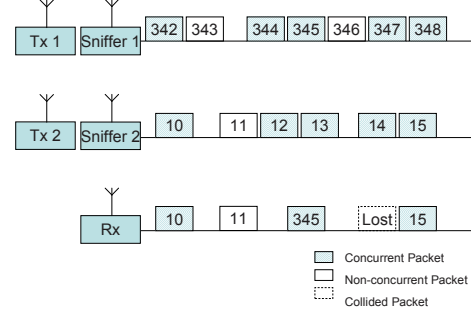 Tx 1 Sniffer 1 342 343 344 345 346 347 348
Tx 2 Sniffer 2 10 11 12 13 14 15
Rx 10 11 345 Lost 15
Concurrent Packet
Non-concurrent Packet
Collided Packet